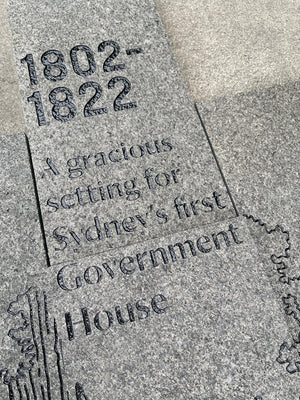 1802-
1822
A gracious
setting for
Sydney's first
Government
House